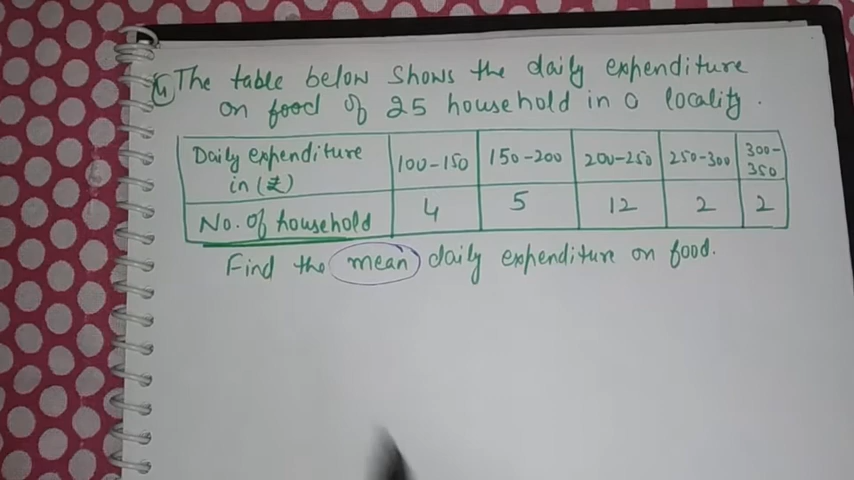 4 The table below shows the daily expenditure
on food of 25 household in a locality.
Daily expenditure in (₹) 100-150 150-200 200-250 250-300 300-350
No. of household 4 5 12 2 2
Find the mean daily expenditure on food.